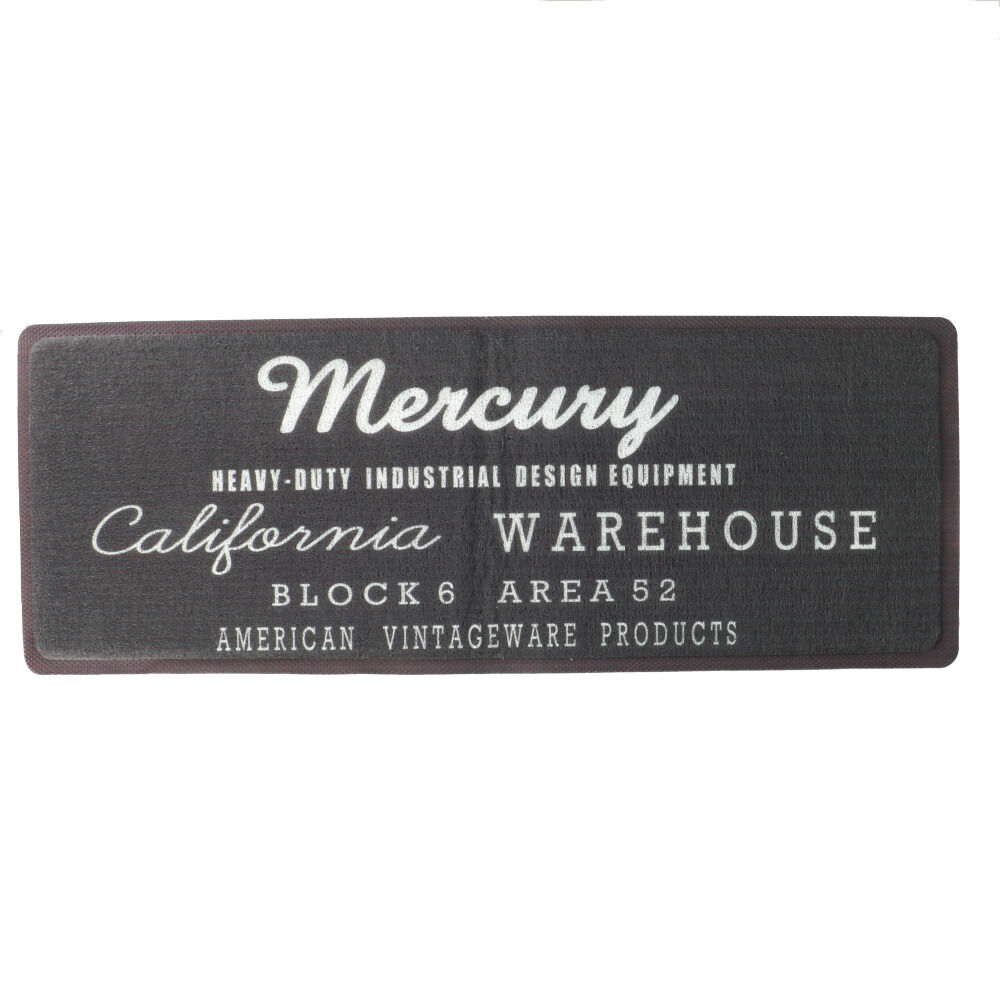 Mercury
HEAVY-DUTY INDUSTRIAL DESIGN EQUIPMENT
California WAREHOUSE
BLOCK 6 AREA 52
AMERICAN VINTAGEWARE PRODUCTS